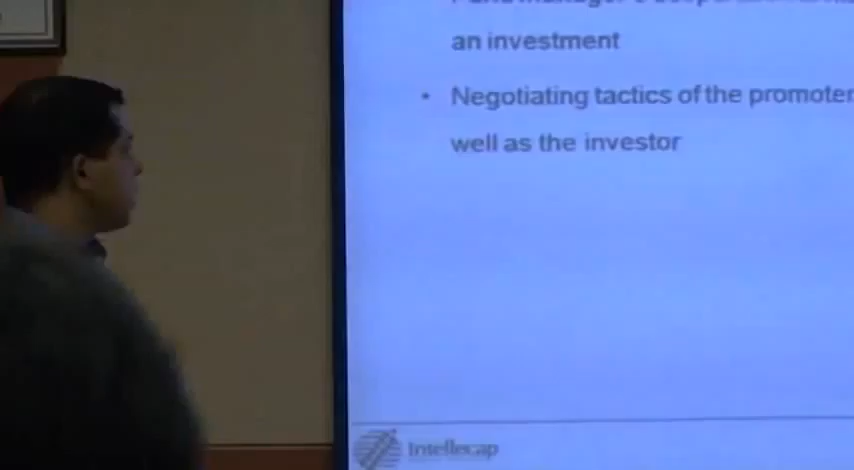 an investment
• Negotiating tactics of the promoter
well as the investor
Intellecap